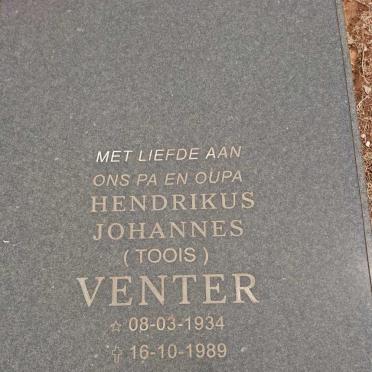 MET LIEFDE AAN
ONS PA EN OUPA
HENDRIKUS
JOHANNES
( TOOIS )
VENTER
☆ 08-03-1934
✝ 16-10-1989